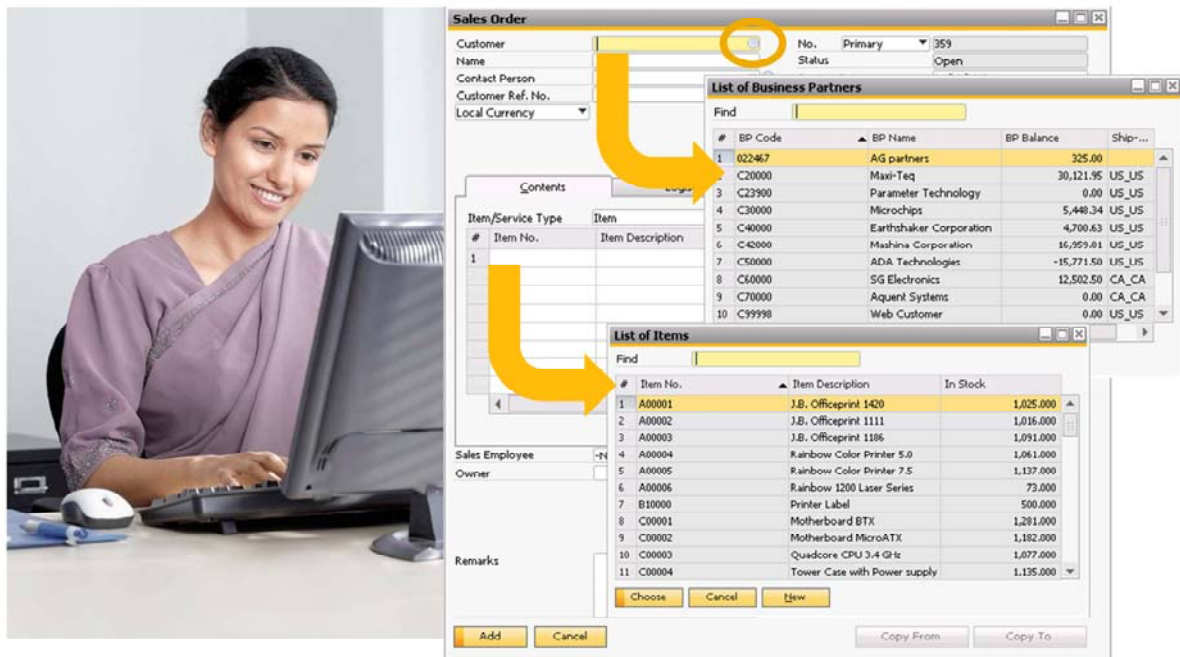 Sales Order
Customer
No. Primary 359
Name
Status Open
Contact Person
Customer Ref. No.
Local Currency
List of Business Partners
Find
# BP Code BP Name BP Balance Ship-...
1 022467 AG partners 325.00
C20000 Maxi-Teq 30,121.95 US_US
3 C23900 Parameter Technology 0.00 US_US
4 C30000 Microchips 5,448.34 US_US
5 C40000 Earthshaker Corporation 4,700.63 US_US
6 C42000 Mashina Corporation 16,959.01 US_US
7 C50000 ADA Technologies -15,771.50 US_US
8 C60000 SG Electronics 12,502.50 CA_CA
9 C70000 Aquent Systems 0.00 CA_CA
10 C99998 Web Customer 0.00 US_US
Contents
Item/Service Type Item
# Item No. Item Description
1
List of Items
Find
# Item No. Item Description In Stock
1 A00001 J.B. Officeprint 1420 1,025.000
2 A00002 J.B. Officeprint 1111 1,016.000
3 A00003 J.B. Officeprint 1186 1,091.000
4 A00004 Rainbow Color Printer 5.0 1,061.000
5 A00005 Rainbow Color Printer 7.5 1,137.000
6 A00006 Rainbow 1200 Laser Series 73.000
7 B10000 Printer Label 500.000
8 C00001 Motherboard BTX 1,281.000
9 C00002 Motherboard MicroATX 1,182.000
10 C00003 Quadcore CPU 3.4 GHz 1,077.000
11 C00004 Tower Case with Power supply 1,135.000
Choose Cancel New
Sales Employee -N
Owner
Remarks
Add Cancel Copy From Copy To